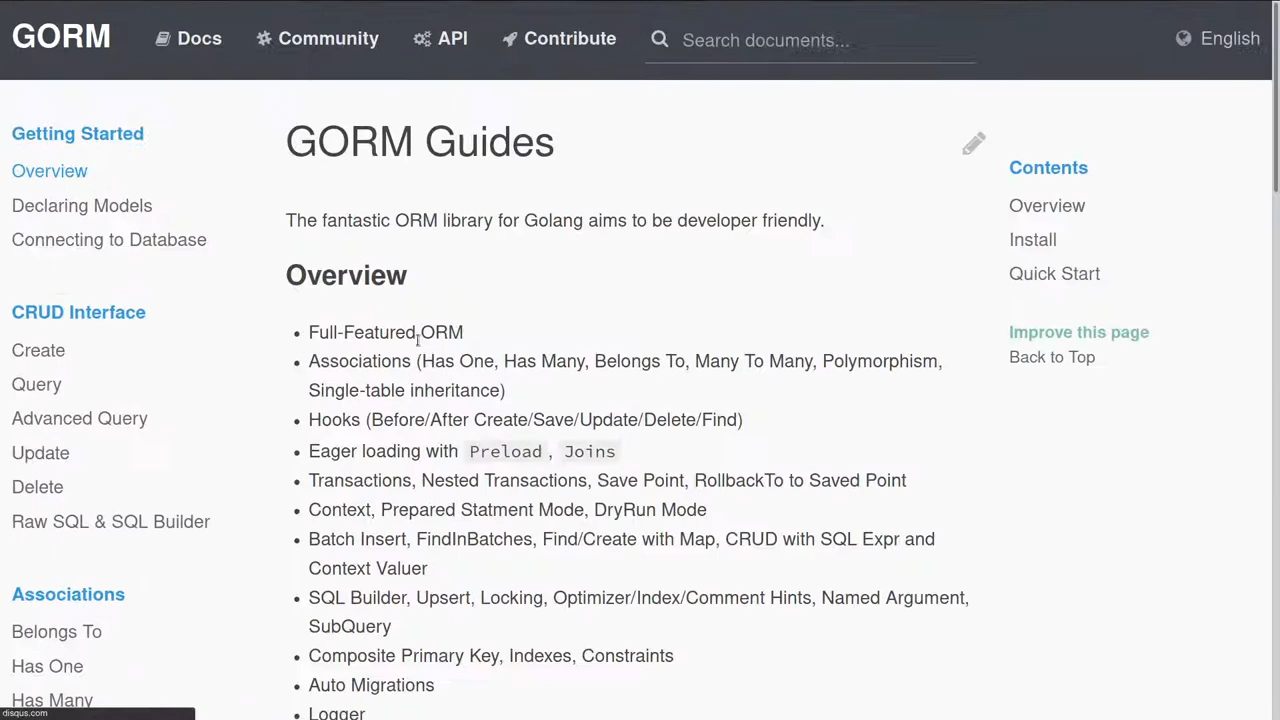 GORM
Docs
Community
API
Contribute
Search documents...
English
Getting Started
Overview
Declaring Models
Connecting to Database
CRUD Interface
Create
Query
Advanced Query
Update
Delete
Raw SQL & SQL Builder
Associations
Belongs To
Has One
Has Many
GORM Guides
The fantastic ORM library for Golang aims to be developer friendly.
Overview
Full-Featured ORM
Associations (Has One, Has Many, Belongs To, Many To Many, Polymorphism,
Single-table inheritance)
Hooks (Before/After Create/Save/Update/Delete/Find)
Eager loading with Preload, Joins
Transactions, Nested Transactions, Save Point, RollbackTo to Saved Point
Context, Prepared Statment Mode, DryRun Mode
Batch Insert, FindInBatches, Find/Create with Map, CRUD with SQL Expr and
Context Valuer
SQL Builder, Upsert, Locking, Optimizer/Index/Comment Hints, Named Argument,
SubQuery
Composite Primary Key, Indexes, Constraints
Auto Migrations
Logger
Contents
Overview
Install
Quick Start
Improve this page
Back to Top
disqus.com